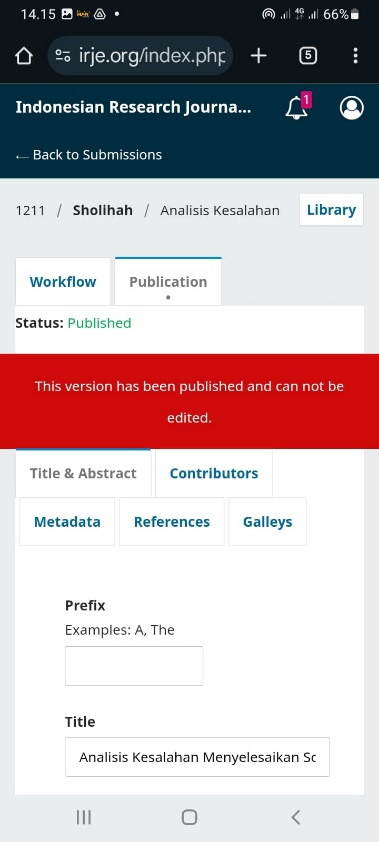 14.15
4G
66%
irje.org/index.php
5
Indonesian Research Journa...
1
← Back to Submissions
1211 / Sholihah / Analisis Kesalahan
Library
Workflow
Publication
Status: Published
This version has been published and can not be
edited.
Title & Abstract
Contributors
Metadata
References
Galleys
Prefix
Examples: A, The
Title
Analisis Kesalahan Menyelesaikan Sc